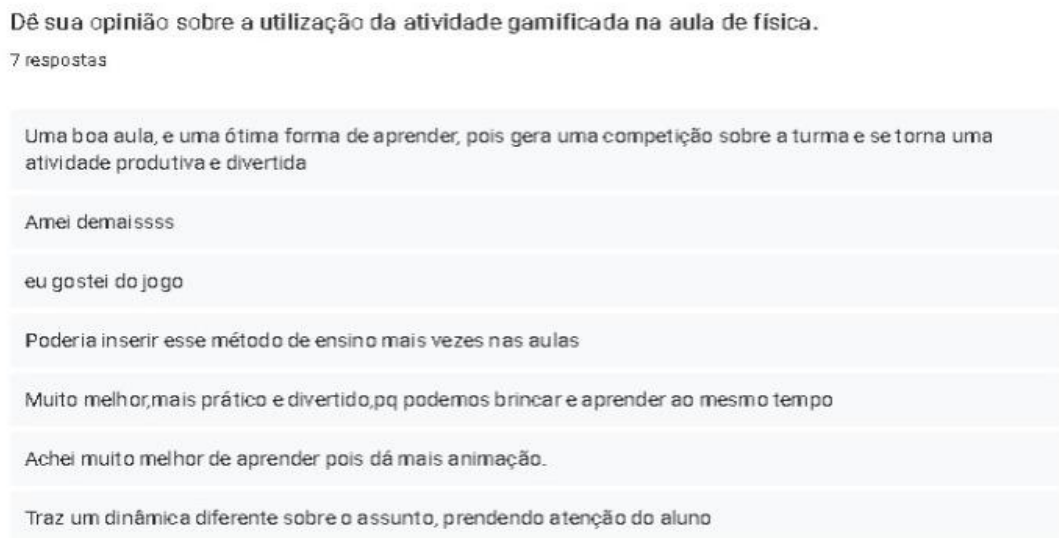 Dê sua opinião sobre a utilização da atividade gamificada na aula de física.
7 respostas
Uma boa aula, e uma ótima forma de aprender, pois gera uma competição sobre a turma e se torna uma
atividade produtiva e divertida
Amei demaissss
eu gostei do jogo
Poderia inserir esse método de ensino mais vezes nas aulas
Muito melhor,mais prático e divertido,pq podemos brincar e aprender ao mesmo tempo
Achei muito melhor de aprender pois dá mais animação.
Traz um dinâmica diferente sobre o assunto, prendendo atenção do aluno